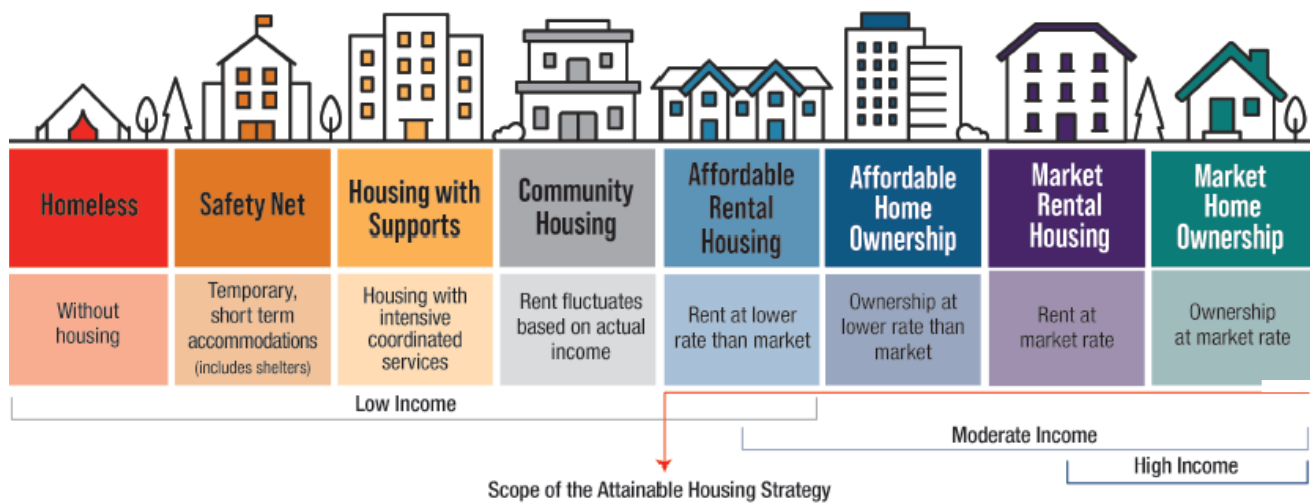 Homeless
Safety Net
Housing with
Supports
Community
Housing
Affordable
Rental
Housing
Affordable
Home
Ownership
Market
Rental
Housing
Market
Home
Ownership
Without
housing
Temporary,
short term
accommodations
(includes shelters)
Housing with
intensive
coordinated
services
Rent fluctuates
based on actual
income
Rent at lower
rate than market
Ownership at
lower rate than
market
Rent at
market rate
Ownership
at market rate
Low Income
Moderate Income
High Income
Scope of the Attainable Housing Strategy